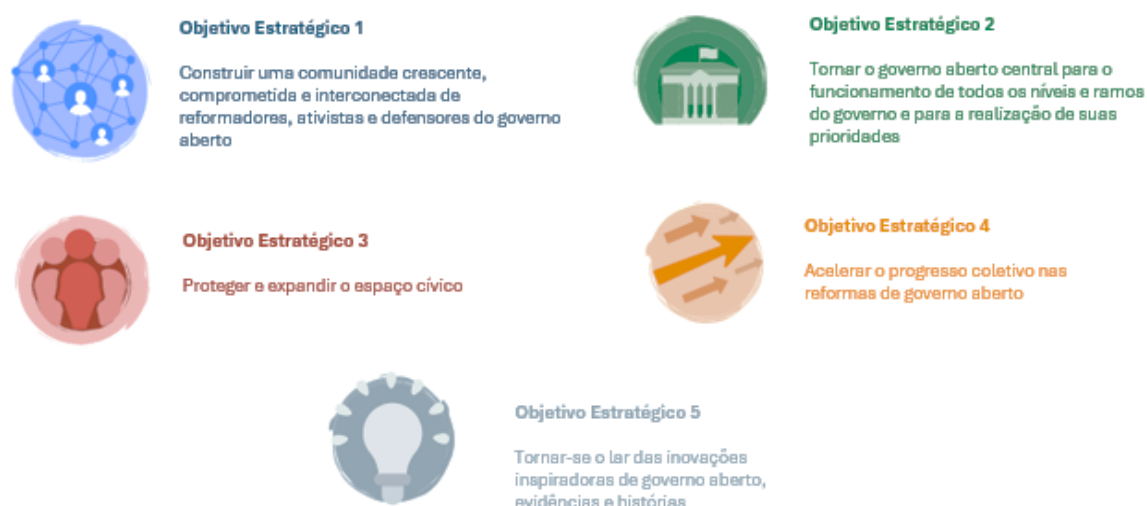 Objetivo Estratégico 1
Construir uma comunidade crescente,
comprometida e interconectada de
reformadores, ativistas e defensores do governo
aberto
Objetivo Estratégico 2
Tornar o governo aberto central para o
funcionamento de todos os níveis e ramos
do governo e para a realização de suas
prioridades
Objetivo Estratégico 3
Proteger e expandir o espaço cívico
Objetivo Estratégico 4
Acelerar o progresso coletivo nas
reformas de governo aberto
Objetivo Estratégico 5
Tornar-se o lar das inovações
inspiradoras de governo aberto,
evidências e histórias